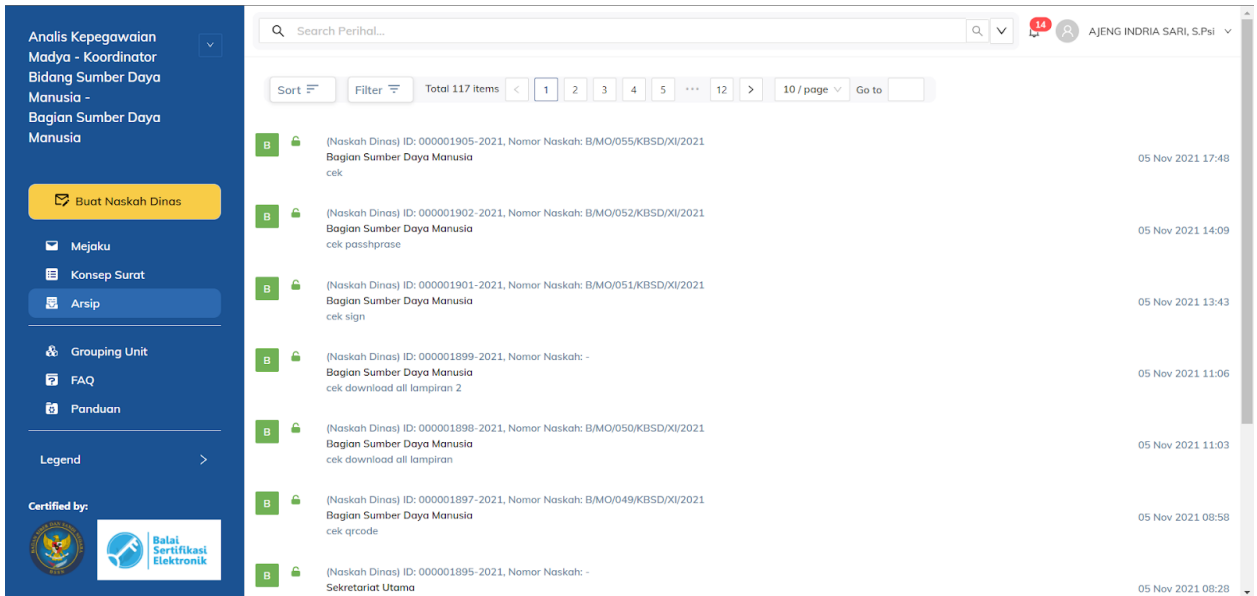 Analis Kepegawaian
Madya - Koordinator
Bidang Sumber Daya
Manusia -
Bagian Sumber Daya
Manusia
Buat Naskah Dinas
Mejaku
Konsep Surat
Arsip
Grouping Unit
FAQ
Panduan
Legend
Certified by:
Balai
Sertifikasi
Elektronik
Search Perihal...
14
AJENG INDRIA SARI, S.Psi
Sort
Filter
Total 117 items
1 2 3 4 5 ••• 12
10 / page
Go to
B
(Naskah Dinas) ID: 000001905-2021, Nomor Naskah: B/MO/055/KBSD/XI/2021
Bagian Sumber Daya Manusia
05 Nov 2021 17:48
cek
B
(Naskah Dinas) ID: 000001902-2021, Nomor Naskah: B/MO/052/KBSD/XI/2021
Bagian Sumber Daya Manusia
05 Nov 2021 14:09
cek passhprase
B
(Naskah Dinas) ID: 000001901-2021, Nomor Naskah: B/MO/051/KBSD/XI/2021
Bagian Sumber Daya Manusia
05 Nov 2021 13:43
cek sign
B
(Naskah Dinas) ID: 000001899-2021, Nomor Naskah: -
Bagian Sumber Daya Manusia
05 Nov 2021 11:06
cek download all lampiran 2
B
(Naskah Dinas) ID: 000001898-2021, Nomor Naskah: B/MO/050/KBSD/XI/2021
Bagian Sumber Daya Manusia
05 Nov 2021 11:03
cek download all lampiran
B
(Naskah Dinas) ID: 000001897-2021, Nomor Naskah: B/MO/049/KBSD/XI/2021
Bagian Sumber Daya Manusia
05 Nov 2021 08:58
cek qrcode
B
(Naskah Dinas) ID: 000001895-2021, Nomor Naskah: -
Sekretariat Utama
05 Nov 2021 08:28